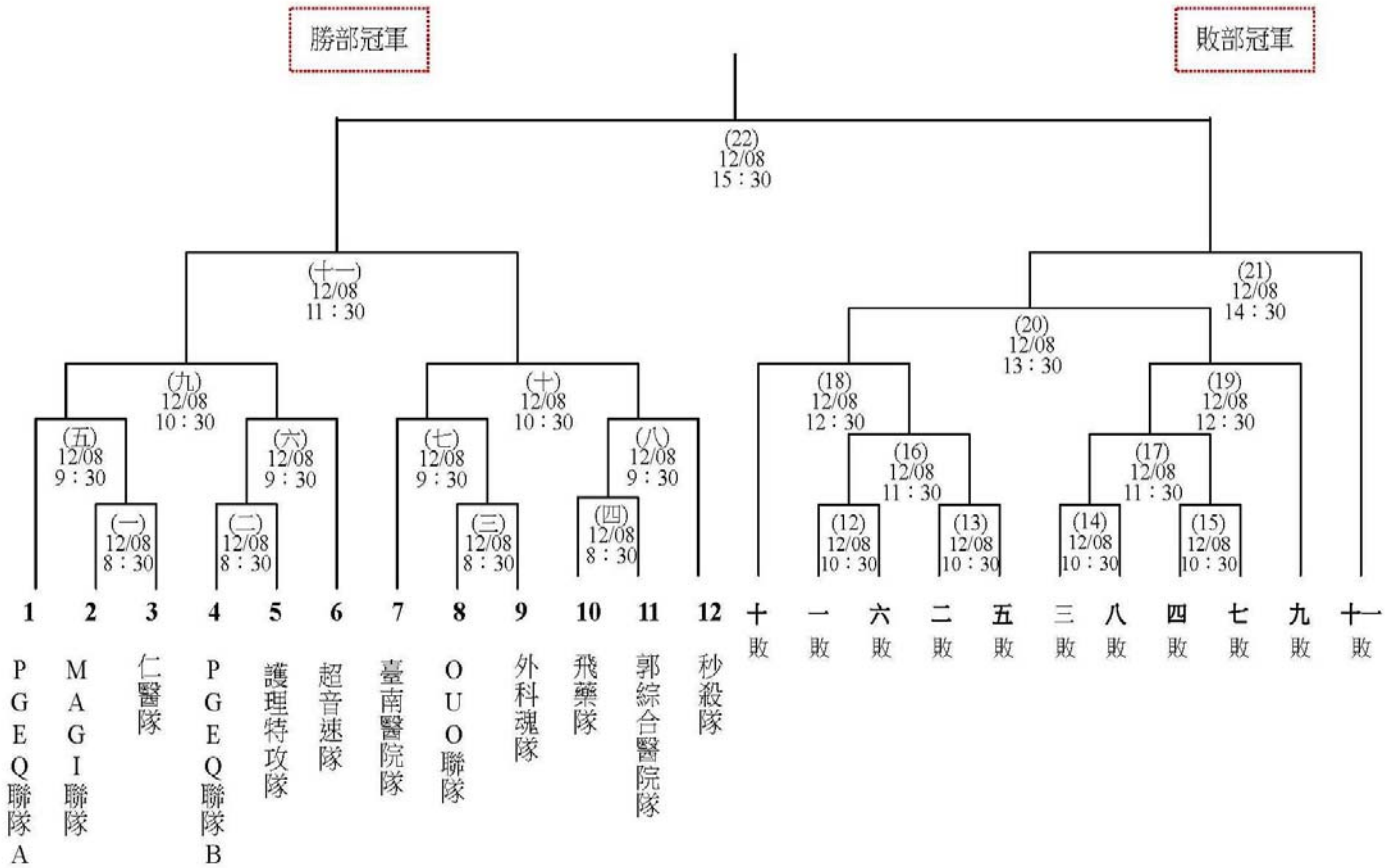 勝部冠軍
敗部冠軍
(22)
12/08
15：30
(十一)
12/08
11：30
(21)
12/08
14：30
(20)
12/08
13：30
(九)
12/08
10：30
(十)
12/08
10：30
(18)
12/08
12：30
(19)
12/08
12：30
(五)
12/08
9：30
(六)
12/08
9：30
(七)
12/08
9：30
(八)
12/08
9：30
(16)
12/08
11：30
(17)
12/08
11：30
(一)
12/08
8：30
(二)
12/08
8：30
(三)
12/08
8：30
(四)
12/08
8：30
(12)
12/08
10：30
(13)
12/08
10：30
(14)
12/08
10：30
(15)
12/08
10：30
1 2 3 4 5 6 7 8 9 10 11 12 十 一 六 二 五 三 八 四 七 九 十一
敗 敗 敗 敗 敗 敗 敗 敗 敗 敗 敗
PGEQ聯隊A
MAGI聯隊
仁醫隊
PGEQ聯隊B
護理特攻隊
超音速隊
臺南醫院隊
OUO聯隊
外科魂隊
飛藥隊
郭綜合醫院隊
秒殺隊